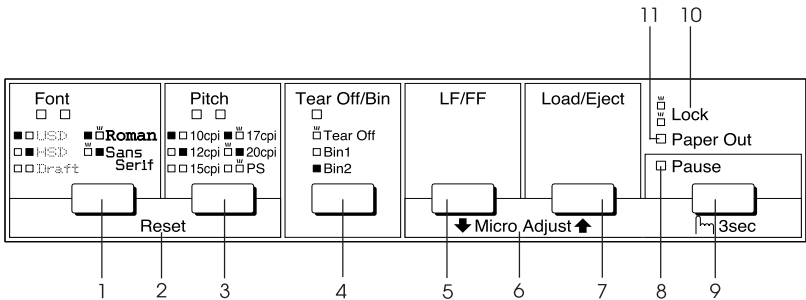 11 10
Font
Pitch
Tear Off/Bin
LF/FF
Load/Eject
Lock
Paper Out
Pause
USD Roman
HSD Sans Serif
Draft
10cpi 17cpi
12cpi 20cpi
15cpi PS
Tear Off
Bin1
Bin2
Reset
Micro Adjust
3sec
1 2 3 4 5 6 7 8 9